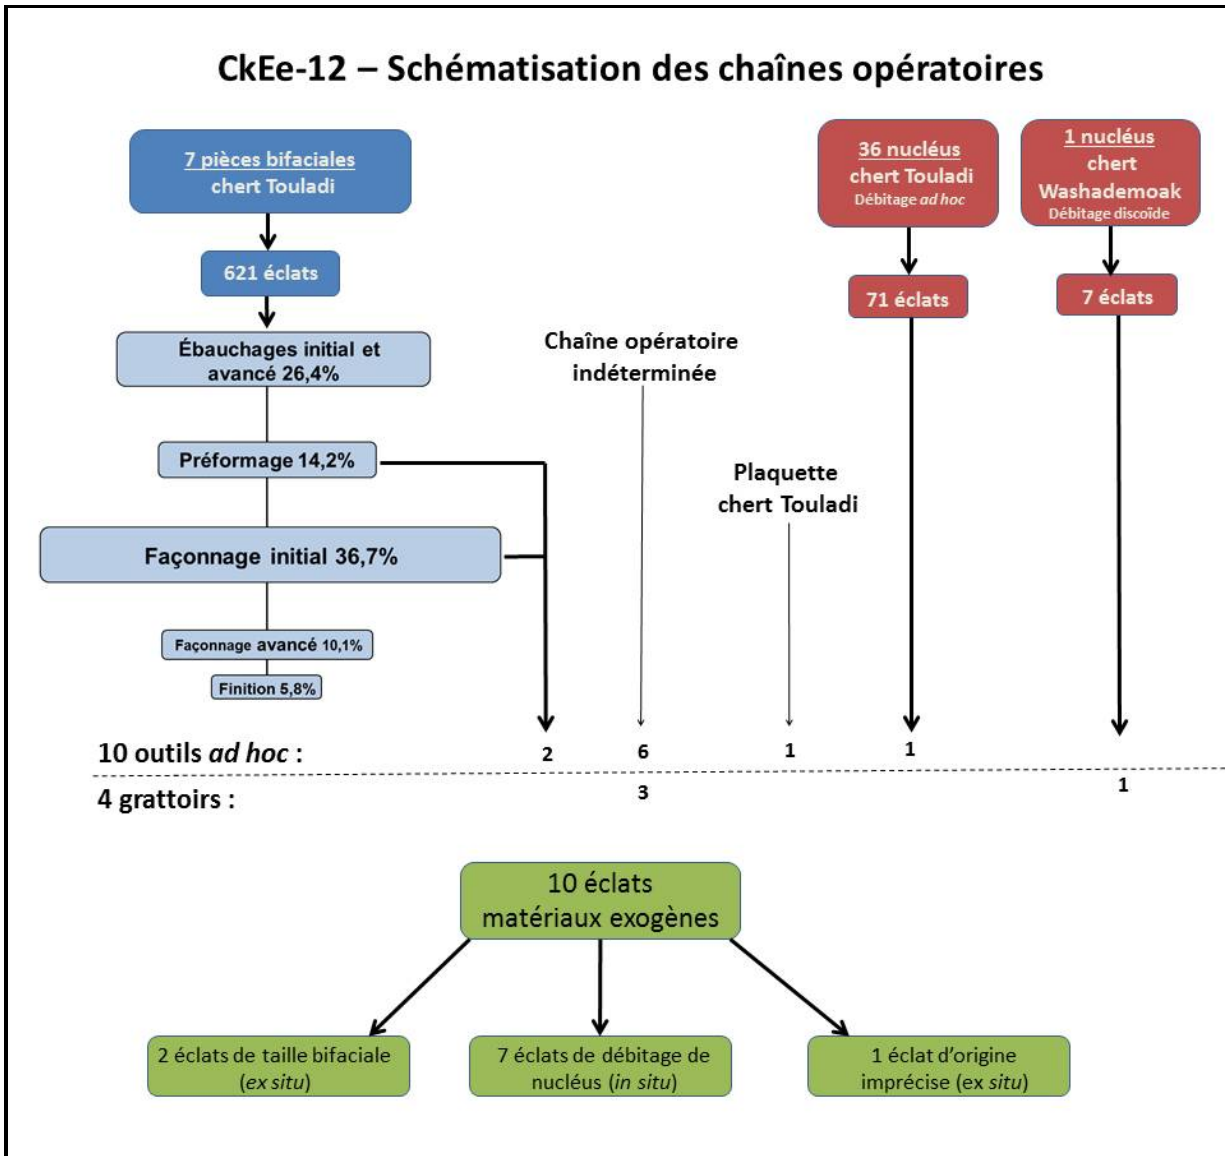 CkEe-12 – Schématisation des chaînes opératoires
7 pièces bifaciales
chert Touladi
621 éclats
Ébauchages initial et
avancé 26,4%
Préformage 14,2%
Façonnage initial 36,7%
Façonnage avancé 10,1%
Finition 5,8%
Chaîne opératoire
indéterminée
Plaquette
chert Touladi
36 nucléus
chert Touladi
Débitage ad hoc
71 éclats
1 nucléus
chert
Washademoak
Débitage discoïde
7 éclats
10 outils ad hoc : 2 6 1 1
4 grattoirs : 3 1
10 éclats
matériaux exogènes
2 éclats de taille bifaciale
(ex situ)
7 éclats de débitage de
nucléus (in situ)
1 éclat d'origine
imprécise (ex situ)